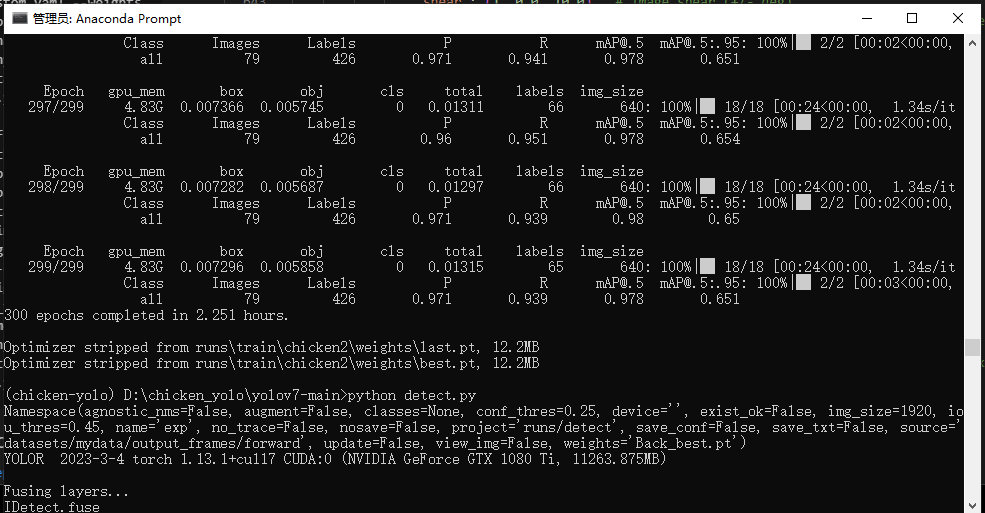 管理员: Anaconda Prompt
Class Images Labels P R mAP@.5 mAP@.5:.95: 100%|██ 2/2 [00:02<00:00,
all 79 426 0.971 0.941 0.978 0.651
Epoch gpu_mem box obj cls total labels img_size
297/299 4.83G 0.007366 0.005745 0 0.01311 66 640: 100%|██ 18/18 [00:24<00:00, 1.34s/it
Class Images Labels P R mAP@.5 mAP@.5:.95: 100%|██ 2/2 [00:02<00:00,
all 79 426 0.96 0.951 0.978 0.654
Epoch gpu_mem box obj cls total labels img_size
298/299 4.83G 0.007282 0.005687 0 0.01297 66 640: 100%|██ 18/18 [00:24<00:00, 1.34s/it
Class Images Labels P R mAP@.5 mAP@.5:.95: 100%|██ 2/2 [00:02<00:00,
all 79 426 0.971 0.939 0.98 0.65
Epoch gpu_mem box obj cls total labels img_size
299/299 4.83G 0.007296 0.005858 0 0.01315 65 640: 100%|██ 18/18 [00:24<00:00, 1.34s/it
Class Images Labels P R mAP@.5 mAP@.5:.95: 100%|██ 2/2 [00:03<00:00,
all 79 426 0.971 0.939 0.978 0.651
300 epochs completed in 2.251 hours.
Optimizer stripped from runs\train\chicken2\weights\last.pt, 12.2MB
Optimizer stripped from runs\train\chicken2\weights\best.pt, 12.2MB
(chicken-yolo) D:\chicken_yolo\yolov7-main>python detect.py
Namespace(agnostic_nms=False, augment=False, classes=None, conf_thres=0.25, device='', exist_ok=False, img_size=1920, io
u_thres=0.45, name='exp', no_trace=False, nosave=False, project='runs/detect', save_conf=False, save_txt=False, source='
datasets/mydata/output_frames/forward', update=False, view_img=False, weights='Back_best.pt')
YOLOR 2023-3-4 torch 1.13.1+cu117 CUDA:0 (NVIDIA GeForce GTX 1080 Ti, 11263.875MB)
Fusing layers...
IDetect.fuse